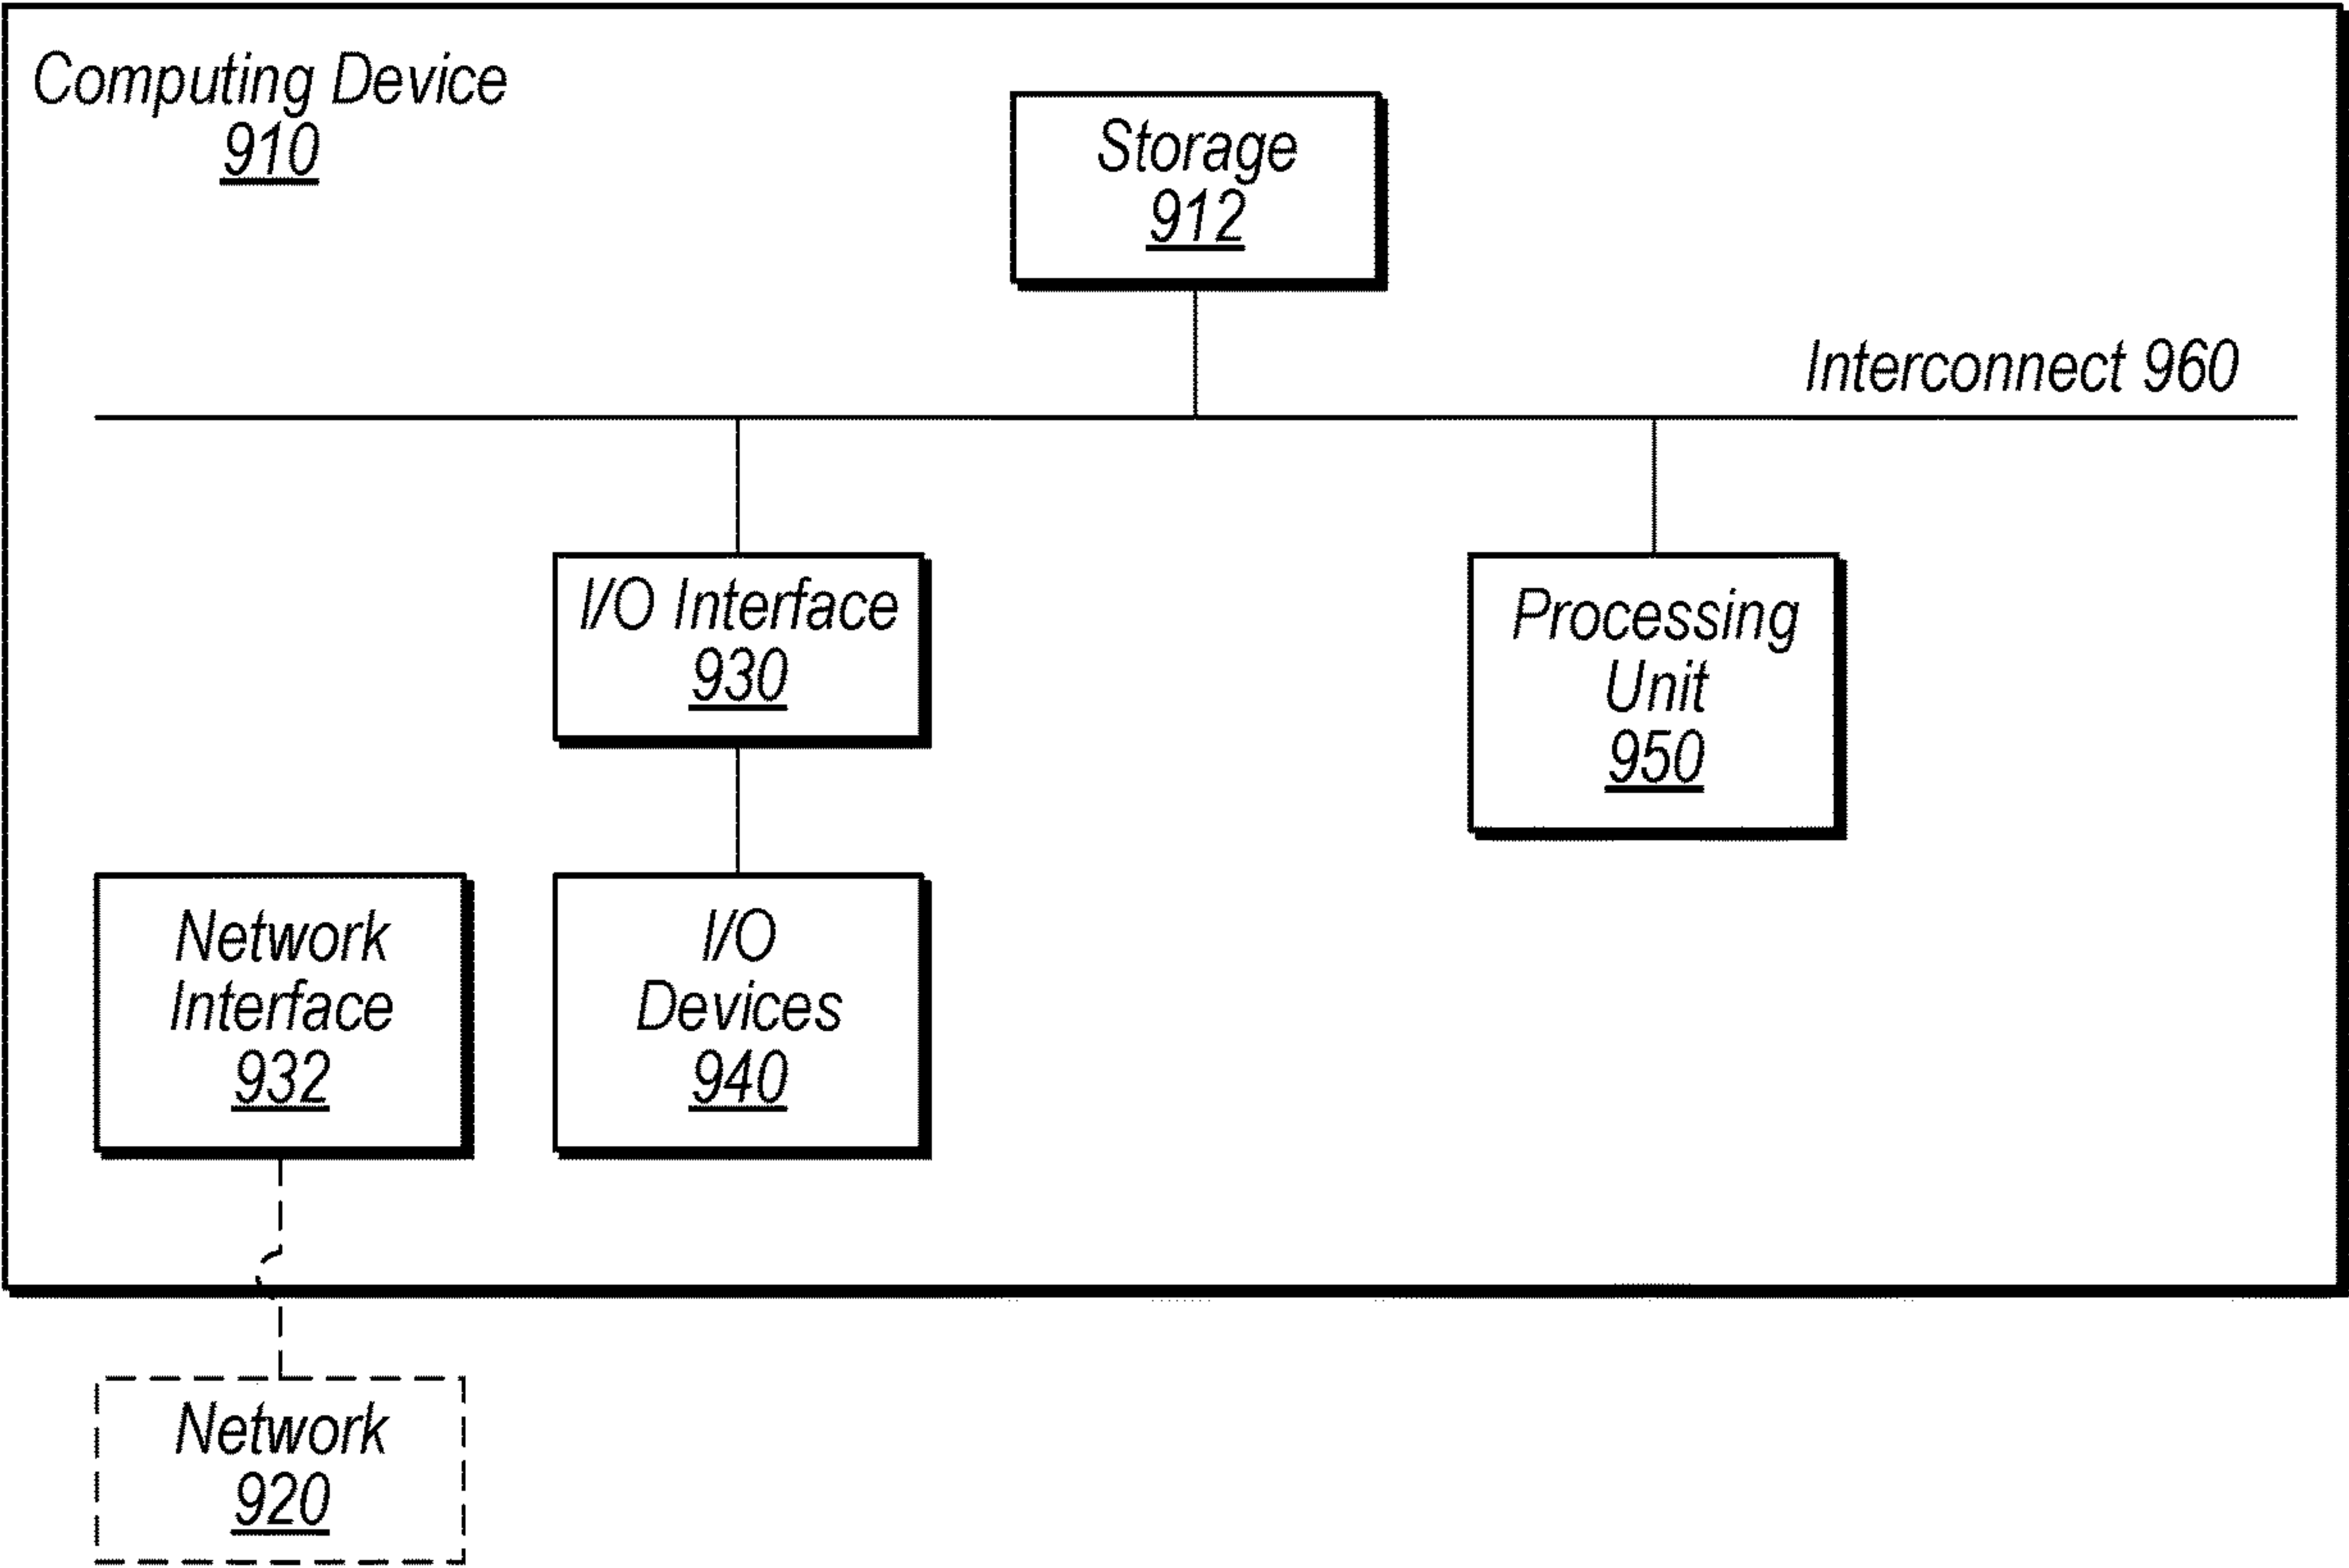 Computing Device
910
Storage
912
Interconnect 960
I/O Interface
930
Processing
Unit
950
Network
Interface
932
I/O
Devices
940
Network
920